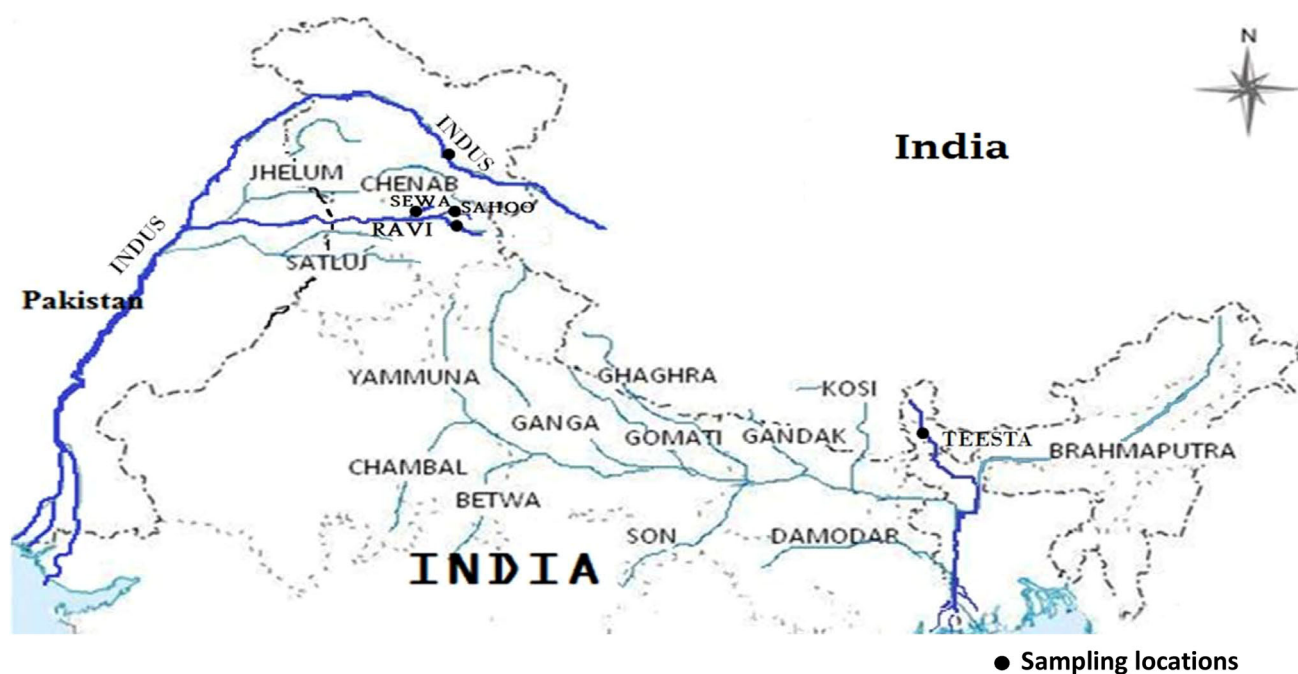 N
India
INDUS
JHELUM
CHENAB
SEWA
SAHOO
RAVI
INDUS
SATLUJ
Pakistan
YAMMUNA
GHAGHRA
KOSI
GANGA
GOMATI
GANDAK
TEESTA
BRAHMAPUTRA
CHAMBAL
BETWA
SON
DAMODAR
INDIA
Sampling locations